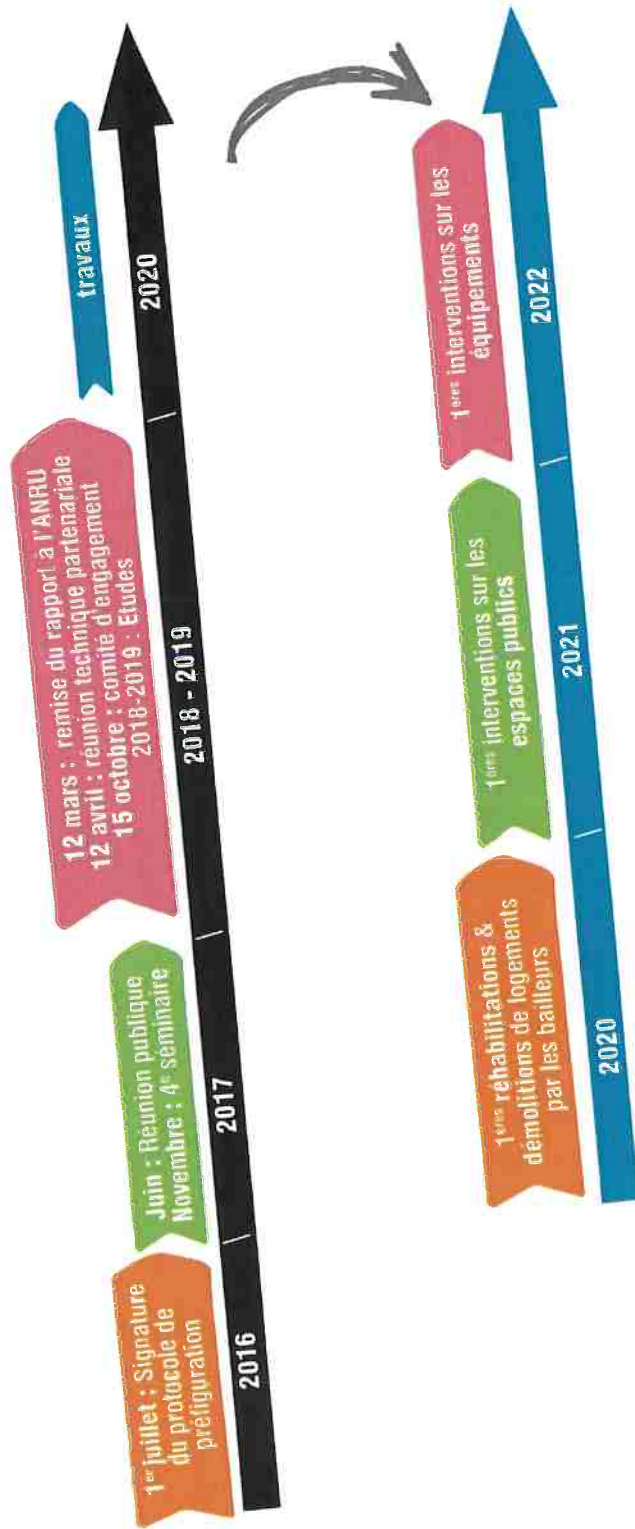 1er juillet : Signature
du protocole de
préfiguration
2016
Juin : Réunion publique
Novembre : 4e séminaire
2017
12 mars : remise du rapport à l'ANRU
12 avril : réunion technique partenariale
15 octobre : comité d'engagement
2018-2019 : Etudes
2018 - 2019
travaux
2020
1ères réhabilitations &
démolitions de logements
par les bailleurs
2020
1ères interventions sur les
espaces publics
2021
1ères interventions sur les
équipements
2022